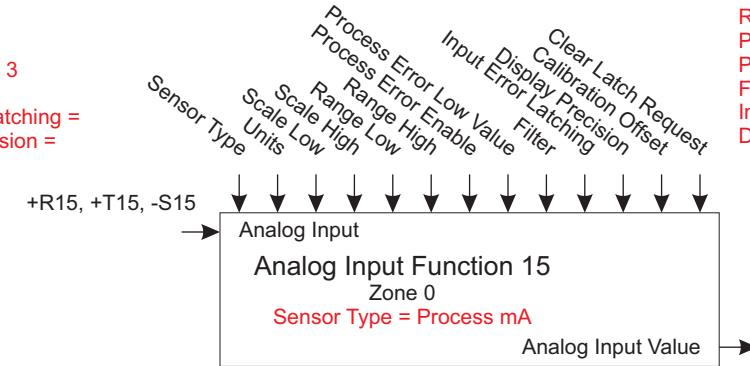 3
atching =
sion =
Sensor Type
Units
Scale Low
Scale High
Range Low
Range High
Process Error Enable
Process Error Low Value
Filter
Input Error Latching
Display Precision
Calibration Offset
Clear Latch Request
R
P
P
F
In
D
+R15, +T15, -S15
Analog Input
Analog Input Function 15
Zone 0
Sensor Type = Process mA
Analog Input Value